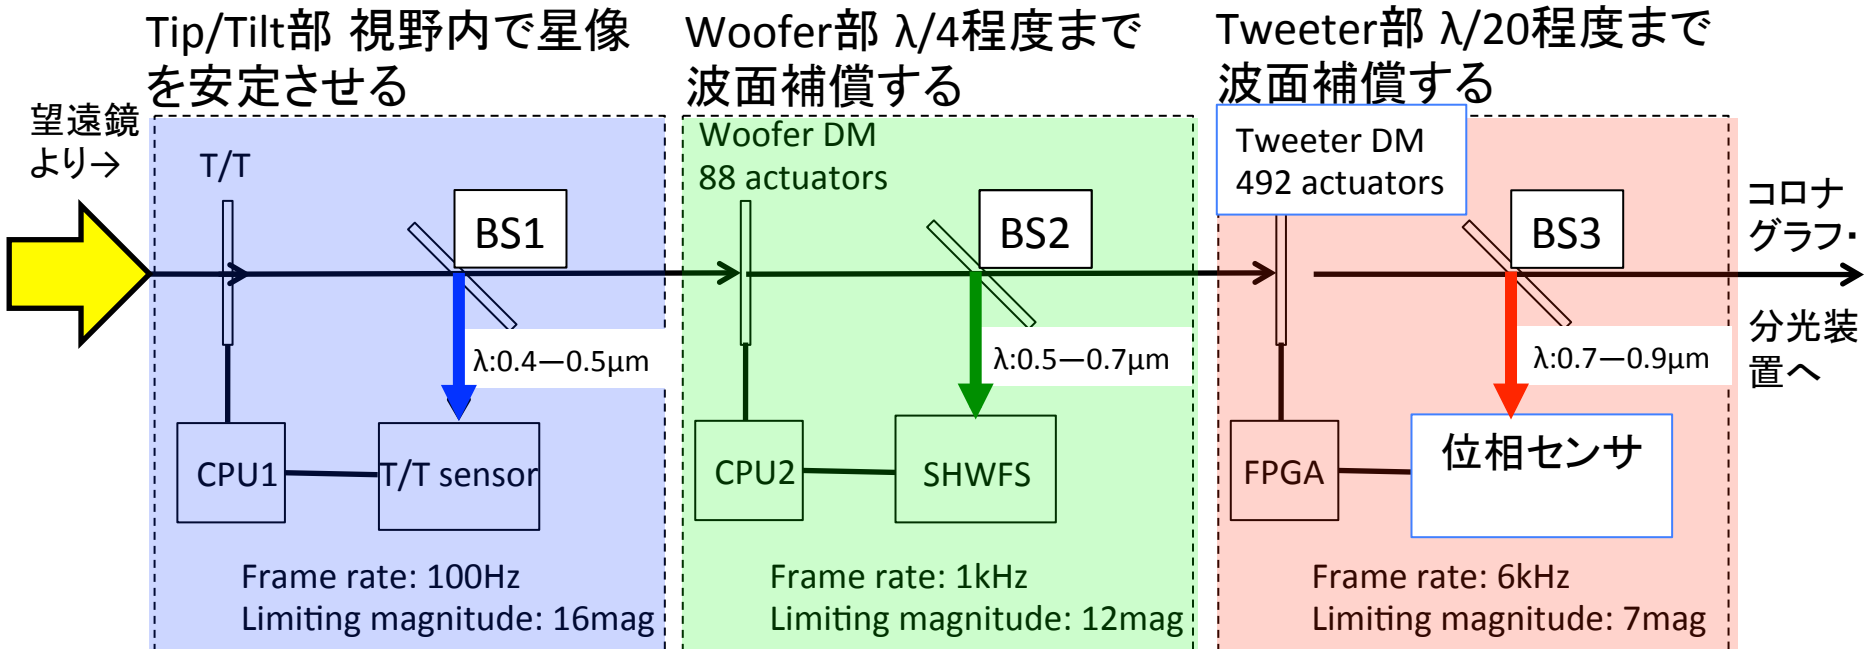 Tip/Tilt部 視野内で星像
を安定させる
Woofer部 λ/4程度まで
波面補償する
Tweeter部 λ/20程度まで
波面補償する
望遠鏡
より→
T/T
BS1
λ:0.4—0.5μm
CPU1
T/T sensor
Frame rate: 100Hz
Limiting magnitude: 16mag
Woofer DM
88 actuators
BS2
λ:0.5—0.7μm
CPU2
SHWFS
Frame rate: 1kHz
Limiting magnitude: 12mag
Tweeter DM
492 actuators
BS3
λ:0.7—0.9μm
FPGA
位相センサ
Frame rate: 6kHz
Limiting magnitude: 7mag
コロナ
グラフ・
分光装
置へ